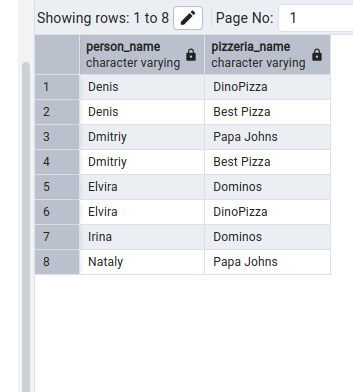 Showing rows: 1 to 8 Page No: 1
person_name pizzeria_name
character varying character varying
1 Denis DinoPizza
2 Denis Best Pizza
3 Dmitriy Papa Johns
4 Dmitriy Best Pizza
5 Elvira Dominos
6 Elvira DinoPizza
7 Irina Dominos
8 Nataly Papa Johns